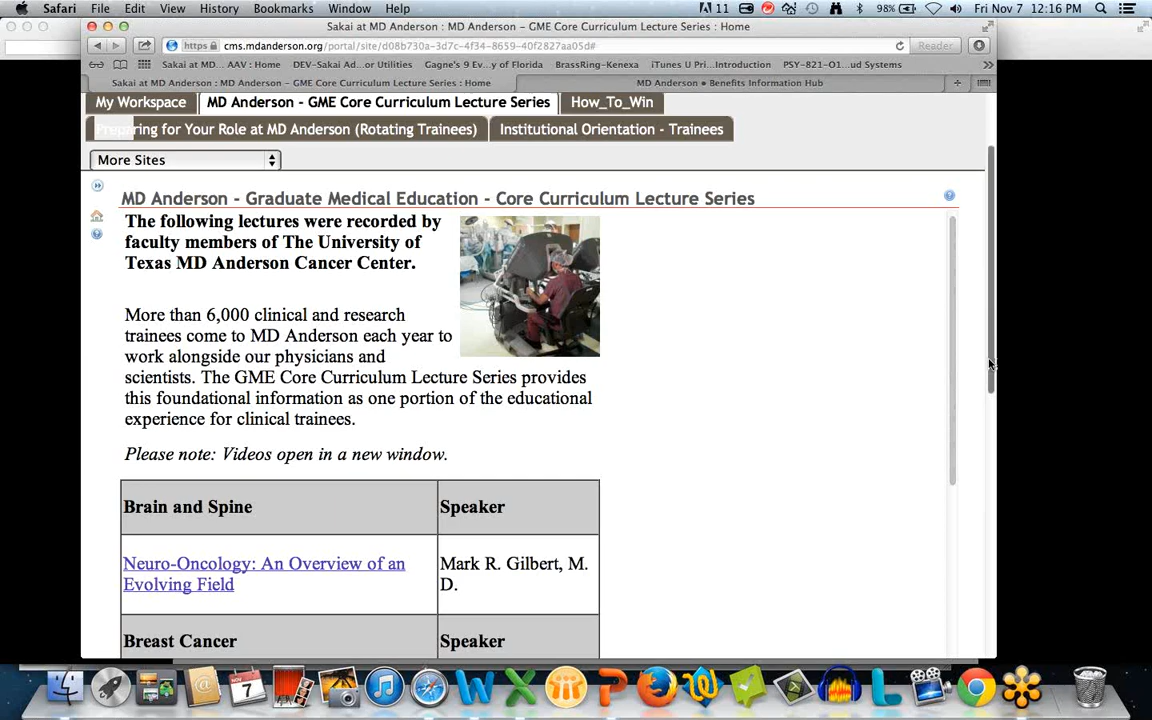 Safari File Edit View History Bookmarks Window Help 11 98% Fri Nov 7 12:16 PM
Sakai at MD Anderson : MD Anderson – GME Core Curriculum Lecture Series : Home
https cms.mdanderson.org/portal/site/d08b730a-3d7c-4f34-8659-40f2827aa05d# Reader
Sakai at MD... AAV : Home DEV-Sakai Ad...or Utilities Gagne's 9 Ev...y of Florida BrassRing-Kenexa iTunes U Pri...Introduction PSY-821-O1...ud Systems
Sakai at MD Anderson : MD Anderson – GME Core Curriculum Lecture Series : Home MD Anderson • Benefits Information Hub
My Workspace MD Anderson - GME Core Curriculum Lecture Series How_To_Win
Preparing for Your Role at MD Anderson (Rotating Trainees) Institutional Orientation - Trainees
More Sites
MD Anderson - Graduate Medical Education - Core Curriculum Lecture Series
The following lectures were recorded by
faculty members of The University of
Texas MD Anderson Cancer Center.
More than 6,000 clinical and research
trainees come to MD Anderson each year to
work alongside our physicians and
scientists. The GME Core Curriculum Lecture Series provides
this foundational information as one portion of the educational
experience for clinical trainees.
Please note: Videos open in a new window.
Brain and Spine Speaker
Neuro-Oncology: An Overview of an Mark R. Gilbert, M.
Evolving Field D.
Breast Cancer Speaker
NOV
7